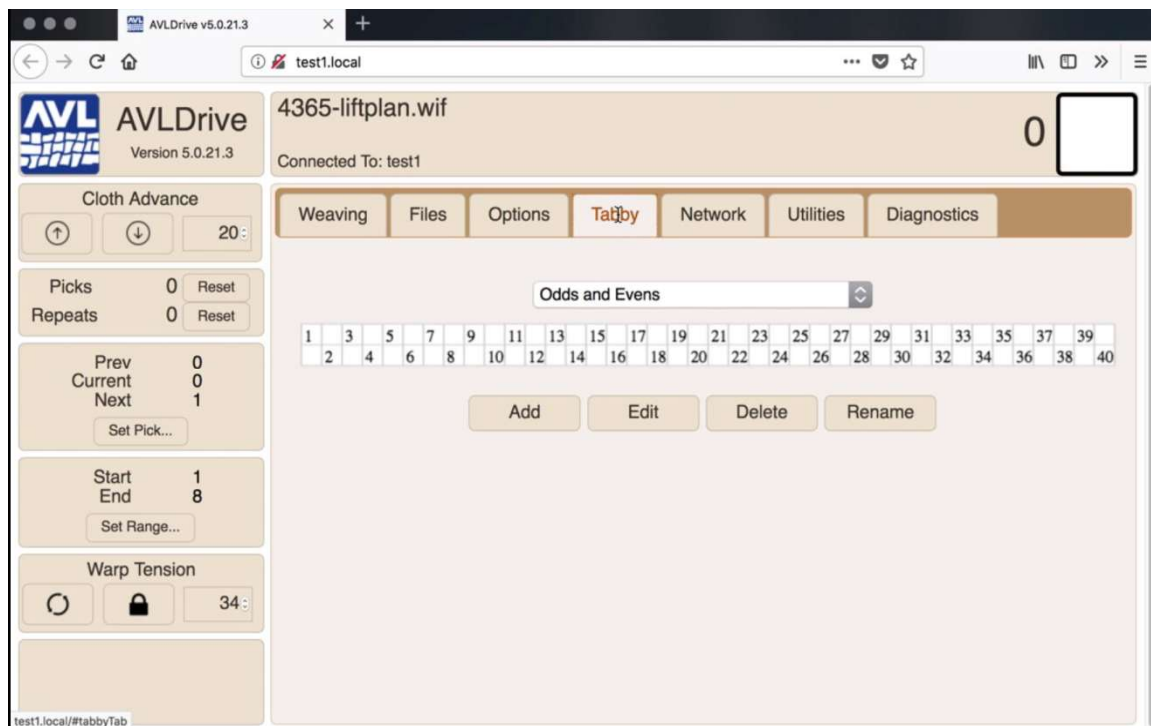 AVLDrive v5.0.21.3
test1.local
AVL
AVLDrive
Version 5.0.21.3
4365-liftplan.wif
Connected To: test1
0
Cloth Advance
20
Picks 0 Reset
Repeats 0 Reset
Prev 0
Current 0
Next 1
Set Pick...
Start 1
End 8
Set Range...
Warp Tension
34
Weaving Files Options Tabby Network Utilities Diagnostics
Odds and Evens
1 3 5 7 9 11 13 15 17 19 21 23 25 27 29 31 33 35 37 39
2 4 6 8 10 12 14 16 18 20 22 24 26 28 30 32 34 36 38 40
Add Edit Delete Rename
test1.local/#tabbyTab